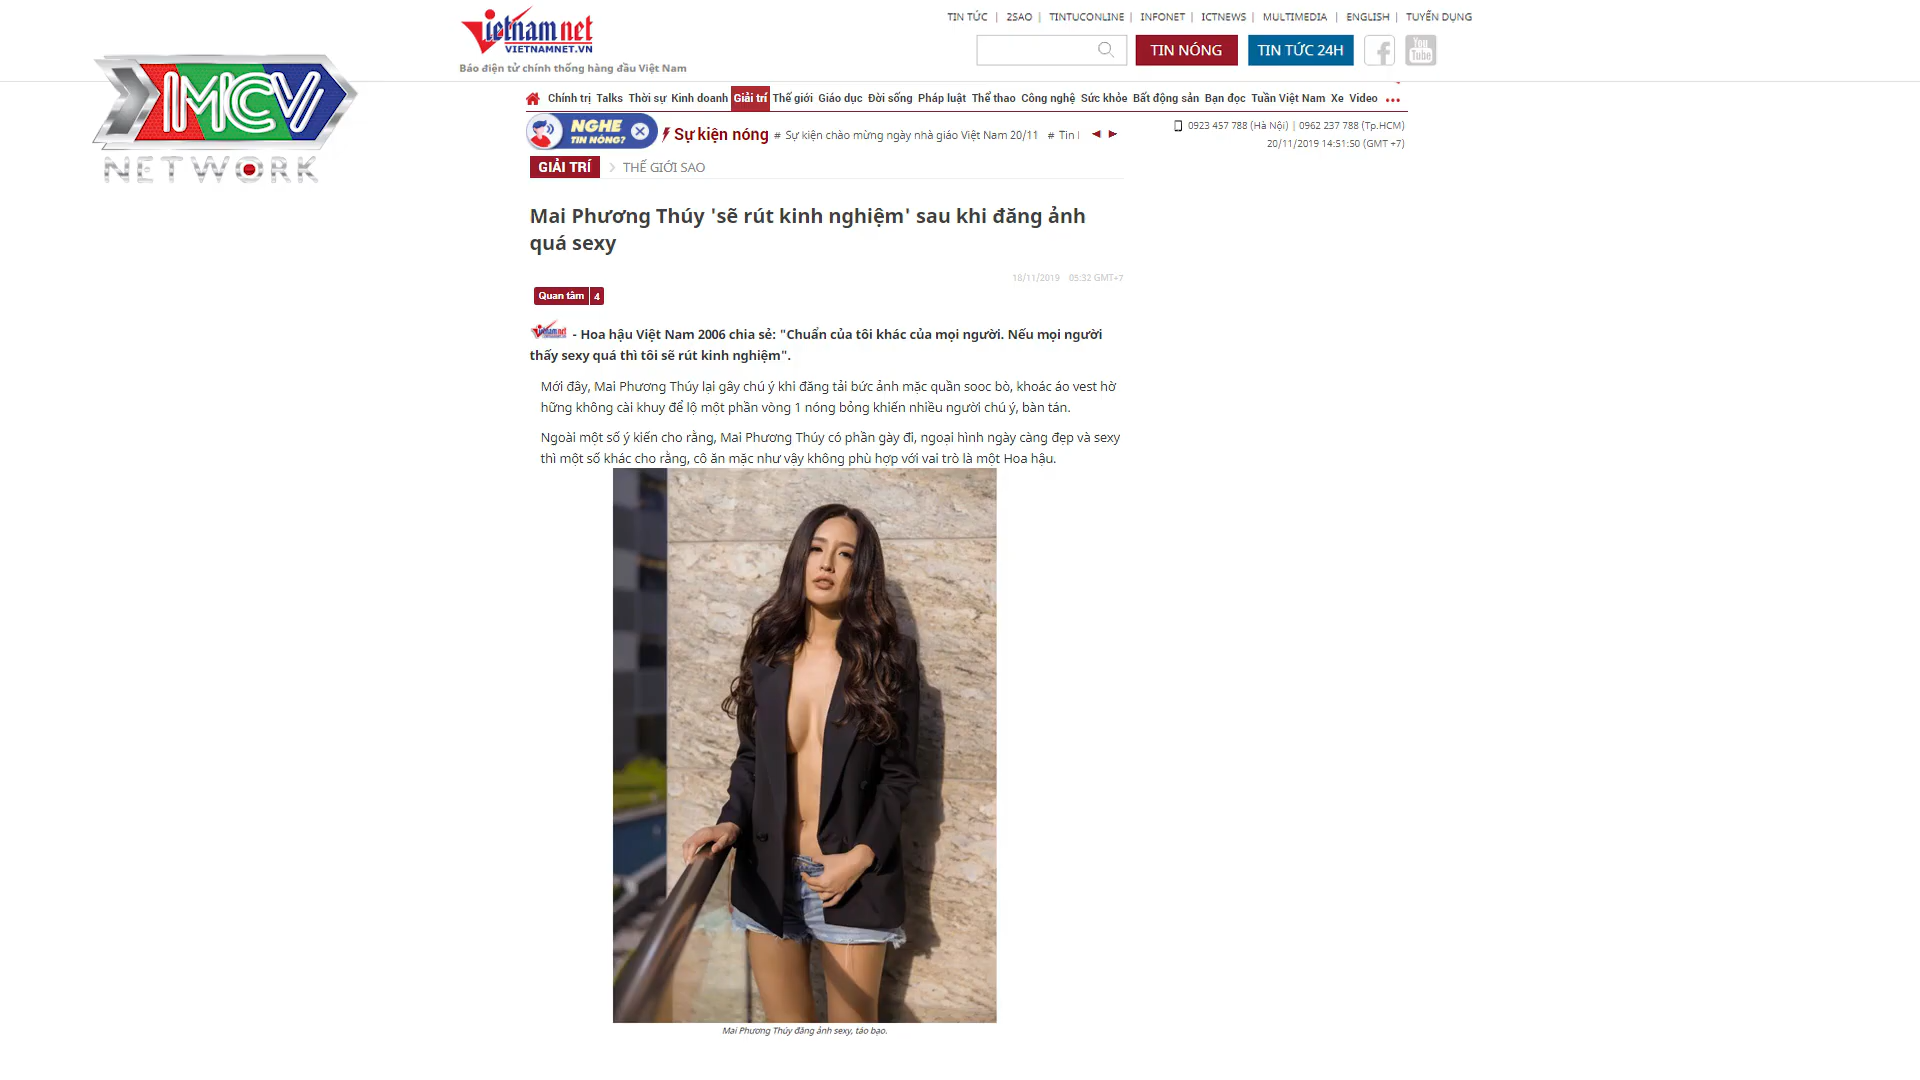 Vietnamnet
VIETNAMNET.VN
Báo điện tử chính thống hàng đầu Việt Nam
TIN TỨC | 2SAO | TINTUCONLINE | INFONET | ICTNEWS | MULTIMEDIA | ENGLISH | TUYỂN DỤNG
TIN NÓNG TIN TỨC 24H f You Tube
MCV
NETWORK
Chính trị Talks Thời sự Kinh doanh Giải trí Thế giới Giáo dục Đời sống Pháp luật Thể thao Công nghệ Sức khỏe Bất động sản Bạn đọc Tuần Việt Nam Xe Video
NGHE
TIN NÓNG?
Sự kiện nóng # Sự kiện chào mừng ngày nhà giáo Việt Nam 20/11 # Tin
0923 457 788 (Hà Nội) | 0962 237 788 (Tp.HCM)
20/11/2019 14:51:50 (GMT +7)
GIẢI TRÍ > THẾ GIỚI SAO
Mai Phương Thúy 'sẽ rút kinh nghiệm' sau khi đăng ảnh
quá sexy
18/11/2019 05:32 GMT+7
Quan tâm 4
Vietnamnet - Hoa hậu Việt Nam 2006 chia sẻ: "Chuẩn của tôi khác của mọi người. Nếu mọi người
thấy sexy quá thì tôi sẽ rút kinh nghiệm".
Mới đây, Mai Phương Thúy lại gây chú ý khi đăng tải bức ảnh mặc quần sooc bò, khoác áo vest hờ
hững không cài khuy để lộ một phần vòng 1 nóng bỏng khiến nhiều người chú ý, bàn tán.
Ngoài một số ý kiến cho rằng, Mai Phương Thúy có phần gày đi, ngoại hình ngày càng đẹp và sexy
thì một số khác cho rằng, cô ăn mặc như vậy không phù hợp với vai trò là một Hoa hậu.
Mai Phương Thúy đăng ảnh sexy, táo bạo.